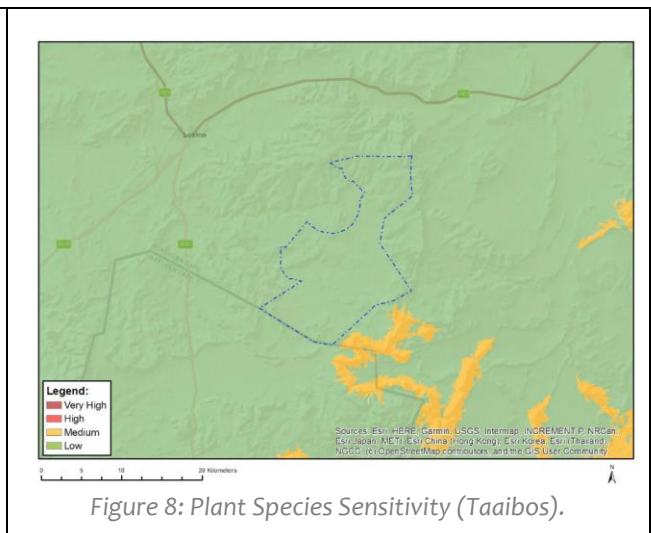 Legend:
Very High
High
Medium
Low
Sources: Esri, HERE, Garmin, USGS, Intermap, INCREMENT P, NRCan,
Esri Japan, METI, Esri China (Hong Kong), Esri Korea, Esri (Thailand),
NGCC, (c) OpenStreetMap contributors, and the GIS User Community
0 5 10 20 Kilometers
N
Figure 8: Plant Species Sensitivity (Taaibos).